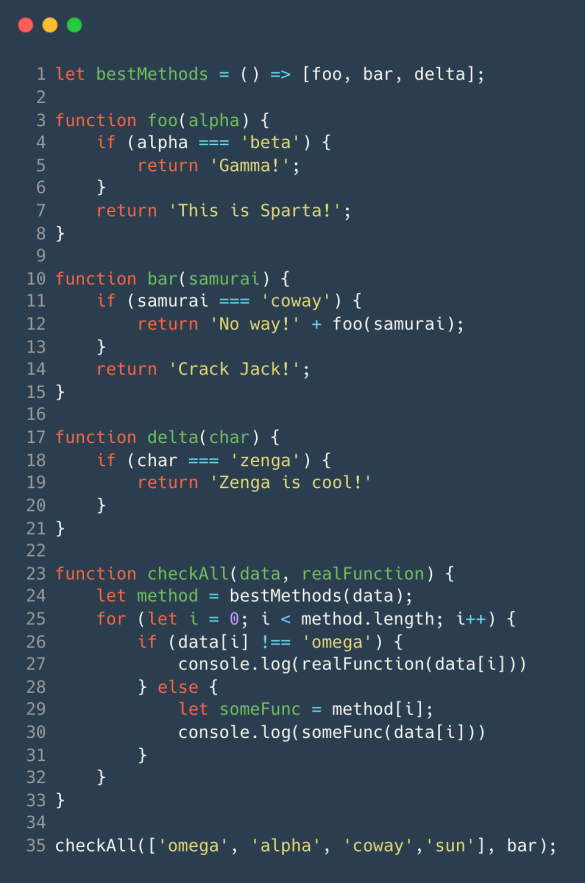 1 let bestMethods = () => [foo, bar, delta];
2
3 function foo(alpha) {
4     if (alpha === 'beta') {
5         return 'Gamma!';
6     }
7     return 'This is Sparta!';
8 }
9
10 function bar(samurai) {
11     if (samurai === 'coway') {
12         return 'No way!' + foo(samurai);
13     }
14     return 'Crack Jack!';
15 }
16
17 function delta(char) {
18     if (char === 'zenga') {
19         return 'Zenga is cool!'
20     }
21 }
22
23 function checkAll(data, realFunction) {
24     let method = bestMethods(data);
25     for (let i = 0; i < method.length; i++) {
26         if (data[i] !== 'omega') {
27             console.log(realFunction(data[i]))
28         } else {
29             let someFunc = method[i];
30             console.log(someFunc(data[i]))
31         }
32     }
33 }
34
35 checkAll(['omega', 'alpha', 'coway','sun'], bar);